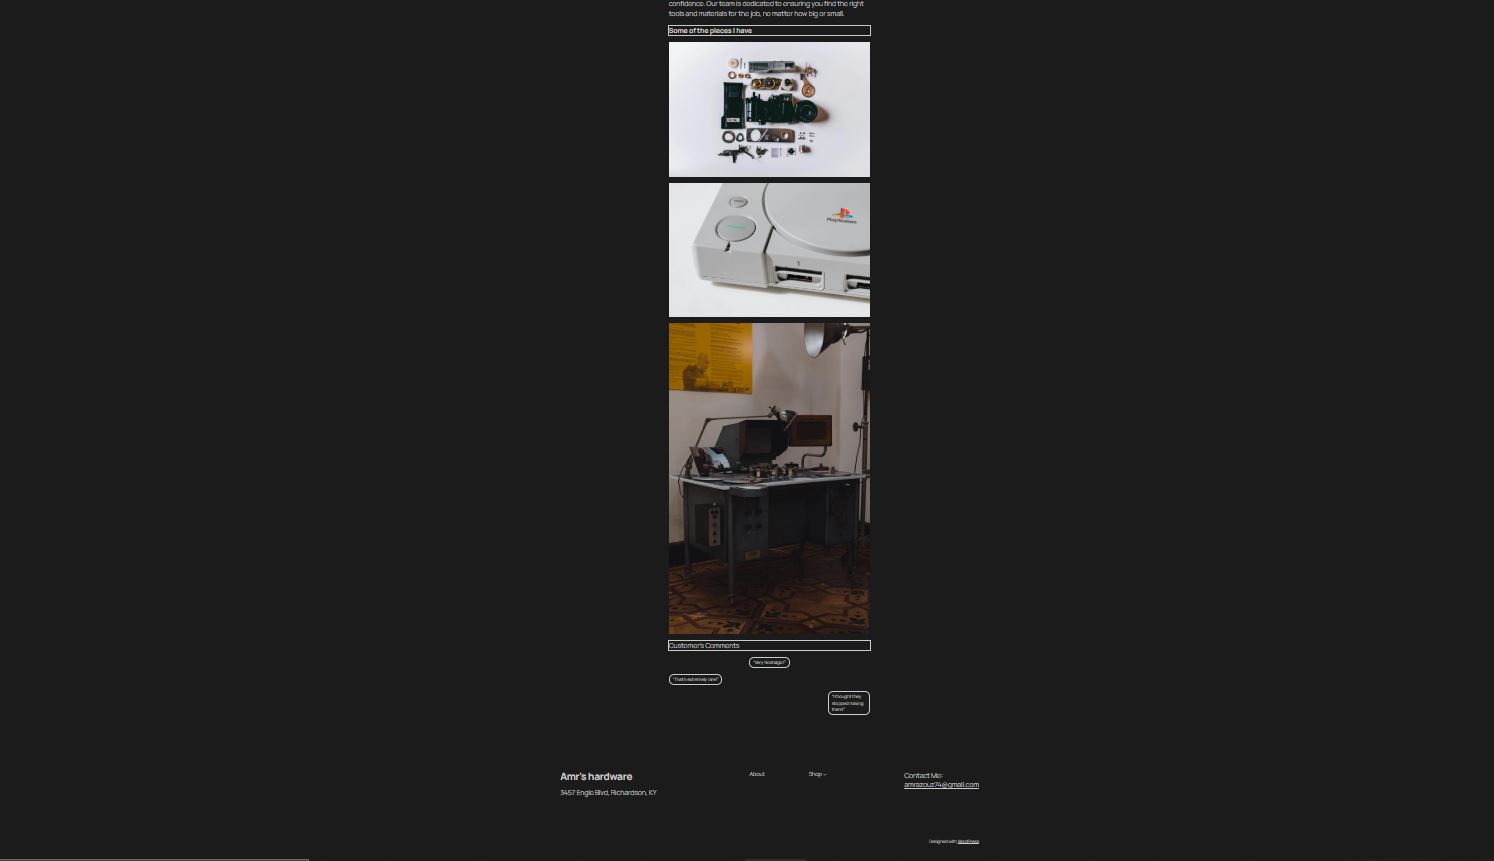 confidence. Our team is dedicated to ensuring you find the right
tools and materials for the job, no matter how big or small.
Some of the pieces I have
PlayStation
Customer's Comments
"Very Nostalgic!"
"That's extremely rare!"
"I thought they
stopped making
them!"
Amr's hardware
3457 Engle Blvd, Richardson, KY
About
Shop
Contact Me:
amrazouz74@gmail.com
Designed with WordPress